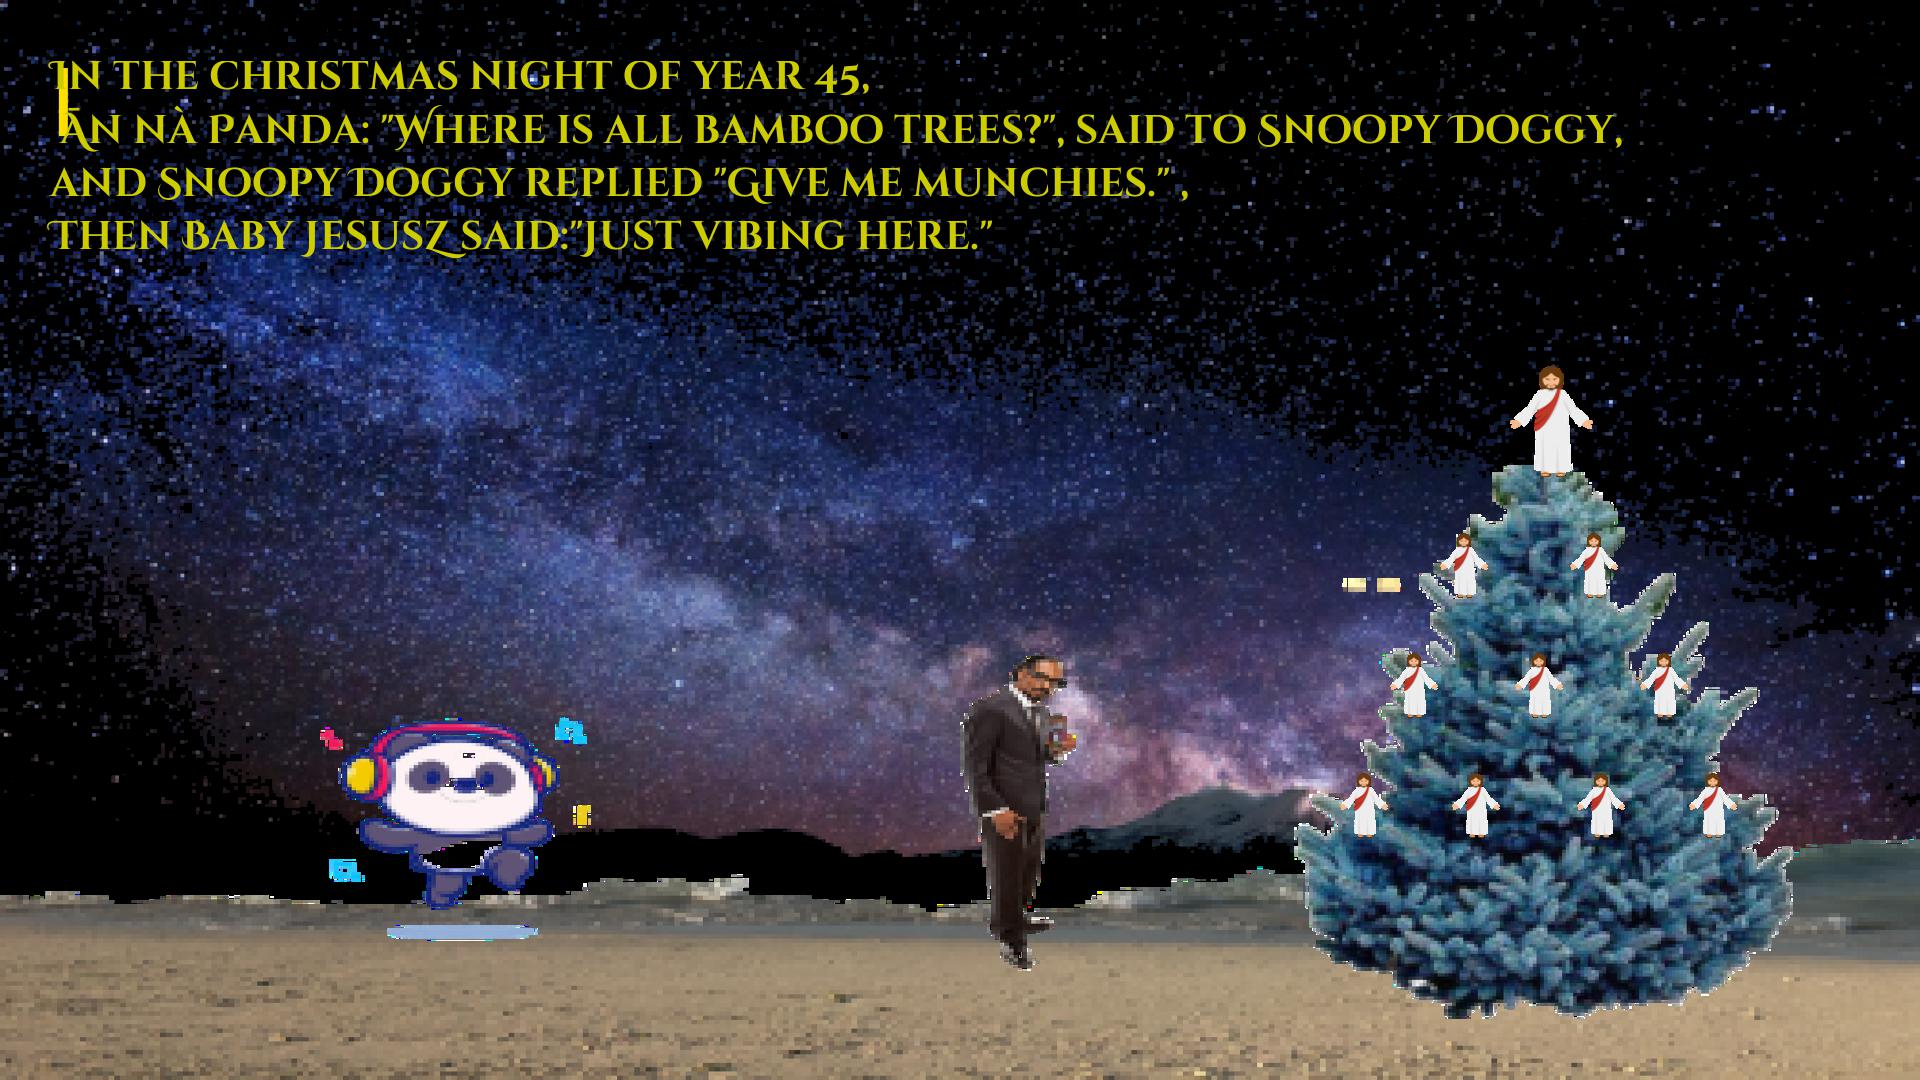 In the Christmas night of year 45,
Ān nà Panda: "Where is all bamboo trees?", said to Snoopy Doggy,
and Snoopy Doggy replied "Give me munchies." ,
Then Baby Jesusz said:"Just vibing here."